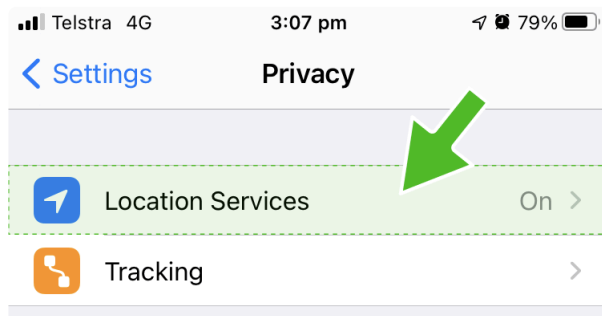 Telstra 4G 3:07 pm 79%
Settings Privacy
Location Services On
Tracking